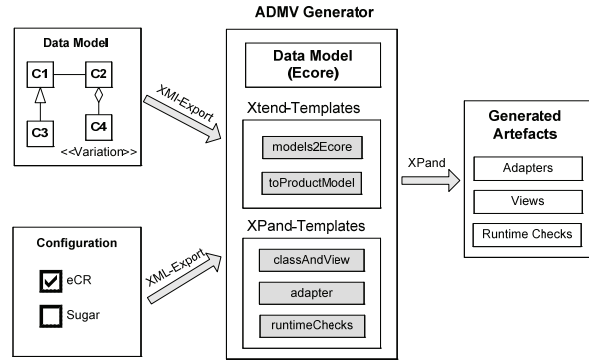 ADMV Generator
Data Model
C1
C2
C3
C4
<<Variation>>
XMI-Export
Configuration
eCR
Sugar
XML-Export
Data Model
(Ecore)
Xtend-Templates
models2Ecore
toProductModel
XPand-Templates
classAndView
adapter
runtimeChecks
XPand
Generated
Artefacts
Adapters
Views
Runtime Checks